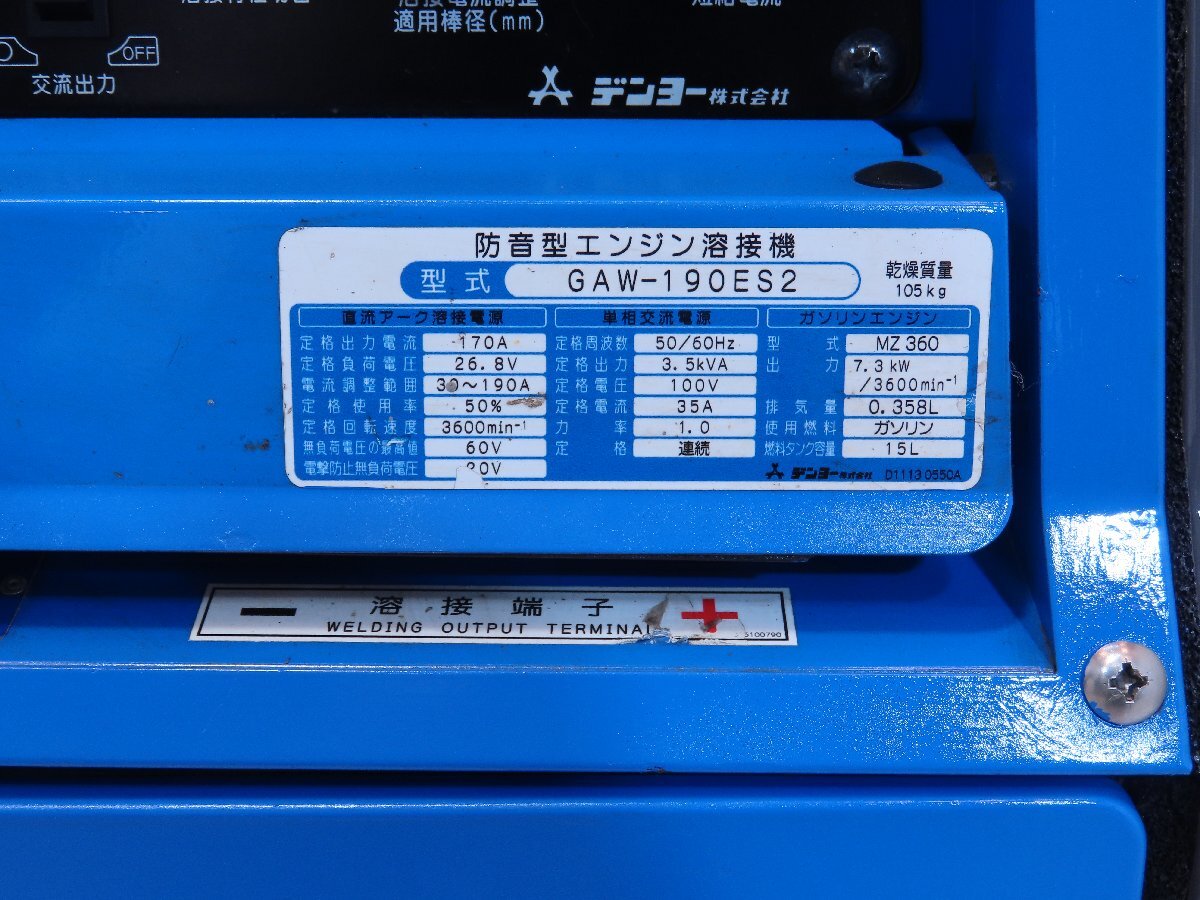 適用棒径(mm)
OFF
交流出力
デンヨー株式会社
防音型エンジン溶接機
型式 GAW-190ES2
乾燥質量
105kg
直流アーク溶接電源
定格出力電流 170A
定格負荷電圧 26.8V
電流調整範囲 30～190A
定格使用率 50%
定格回転速度 3600min⁻¹
無負荷電圧の最高値 60V
電撃防止無負荷電圧
単相交流電源
定格周波数 50/60Hz
定格出力 3.5kVA
定格電圧 100V
定格電流 35A
力率 1.0
定格 連続
ガソリンエンジン
型式 MZ360
出力 7.3kW
/3600min⁻¹
排気量 0.358L
使用燃料 ガソリン
燃料タンク容量 15L
デンヨー株式会社 D1113 0550A
− 溶接端子 +
WELDING OUTPUT TERMINAL
5100790